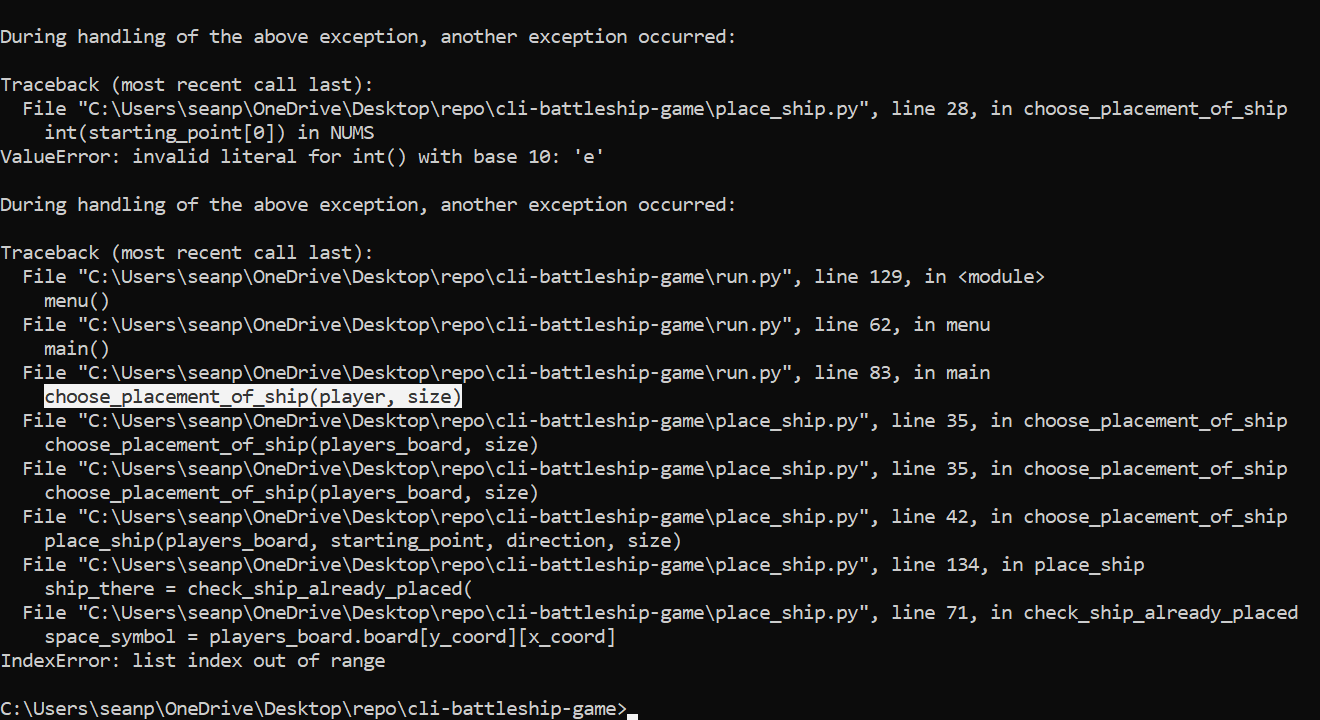 During handling of the above exception, another exception occurred:
Traceback (most recent call last):
File "C:\Users\seanp\OneDrive\Desktop\repo\cli-battleship-game\place_ship.py", line 28, in choose_placement_of_ship
int(starting_point[0]) in NUMS
ValueError: invalid literal for int() with base 10: 'e'
During handling of the above exception, another exception occurred:
Traceback (most recent call last):
File "C:\Users\seanp\OneDrive\Desktop\repo\cli-battleship-game\run.py", line 129, in <module>
menu()
File "C:\Users\seanp\OneDrive\Desktop\repo\cli-battleship-game\run.py", line 62, in menu
main()
File "C:\Users\seanp\OneDrive\Desktop\repo\cli-battleship-game\run.py", line 83, in main
choose_placement_of_ship(player, size)
File "C:\Users\seanp\OneDrive\Desktop\repo\cli-battleship-game\place_ship.py", line 35, in choose_placement_of_ship
choose_placement_of_ship(players_board, size)
File "C:\Users\seanp\OneDrive\Desktop\repo\cli-battleship-game\place_ship.py", line 35, in choose_placement_of_ship
choose_placement_of_ship(players_board, size)
File "C:\Users\seanp\OneDrive\Desktop\repo\cli-battleship-game\place_ship.py", line 42, in choose_placement_of_ship
place_ship(players_board, starting_point, direction, size)
File "C:\Users\seanp\OneDrive\Desktop\repo\cli-battleship-game\place_ship.py", line 134, in place_ship
ship_there = check_ship_already_placed(
File "C:\Users\seanp\OneDrive\Desktop\repo\cli-battleship-game\place_ship.py", line 71, in check_ship_already_placed
space_symbol = players_board.board[y_coord][x_coord]
IndexError: list index out of range
C:\Users\seanp\OneDrive\Desktop\repo\cli-battleship-game>